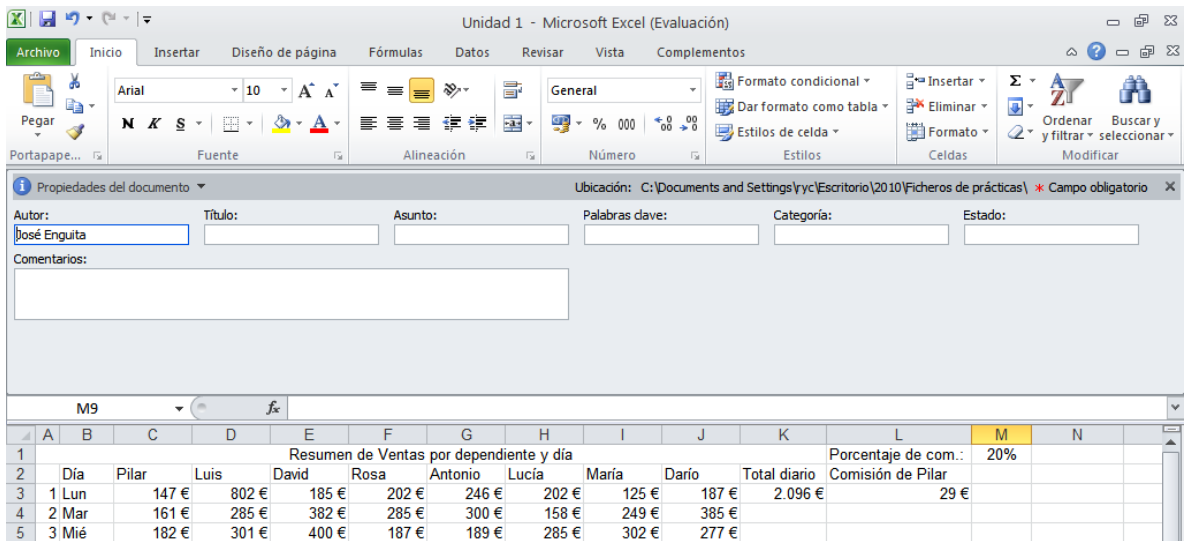 Unidad 1 - Microsoft Excel (Evaluación)
Archivo Inicio Insertar Diseño de página Fórmulas Datos Revisar Vista Complementos
Pegar
Arial 10 A A
N K S A
General
% 000
Formato condicional
Dar formato como tabla
Estilos de celda
Insertar
Eliminar
Formato
Σ
Ordenar y filtrar
Buscar y seleccionar
Portapape... Fuente Alineación Número Estilos Celdas Modificar
Propiedades del documento Ubicación: C:\Documents and Settings\ryc\Escritorio\2010\Ficheros de prácticas\ * Campo obligatorio
Autor: Título: Asunto: Palabras clave: Categoría: Estado:
José Enguita
Comentarios:
M9 fx
A B C D E F G H I J K L M N
1 Resumen de Ventas por dependiente y día Porcentaje de com.: 20%
2 Día Pilar Luis David Rosa Antonio Lucía María Darío Total diario Comisión de Pilar
3 1 Lun 147 € 802 € 185 € 202 € 246 € 202 € 125 € 187 € 2.096 € 29 €
4 2 Mar 161 € 285 € 382 € 285 € 300 € 158 € 249 € 385 €
5 3 Mié 182 € 301 € 400 € 187 € 189 € 285 € 302 € 277 €